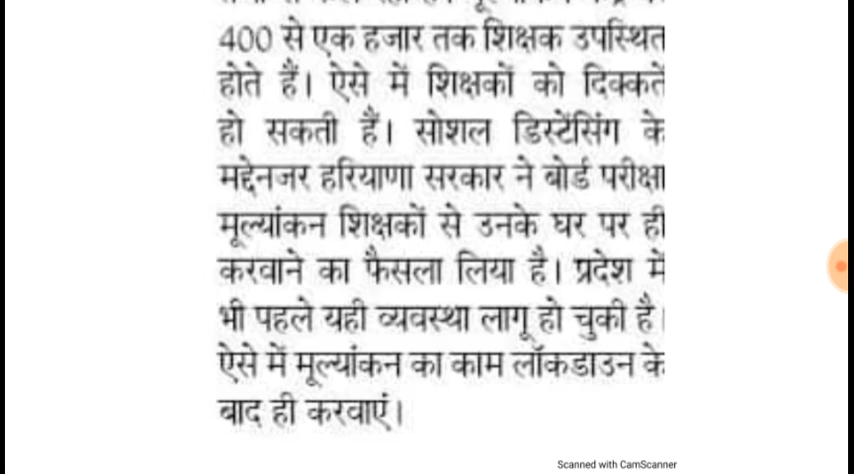 400 से एक हजार तक शिक्षक उपस्थित
होते हैं। ऐसे में शिक्षकों को दिक्कतें
हो सकती हैं। सोशल डिस्टेंसिंग के
मद्देनजर हरियाणा सरकार ने बोर्ड परीक्षा
मूल्यांकन शिक्षकों से उनके घर पर ही
करवाने का फैसला लिया है। प्रदेश में
भी पहले यही व्यवस्था लागू हो चुकी है।
ऐसे में मूल्यांकन का काम लॉकडाउन के
बाद ही करवाएं।
Scanned with CamScanner